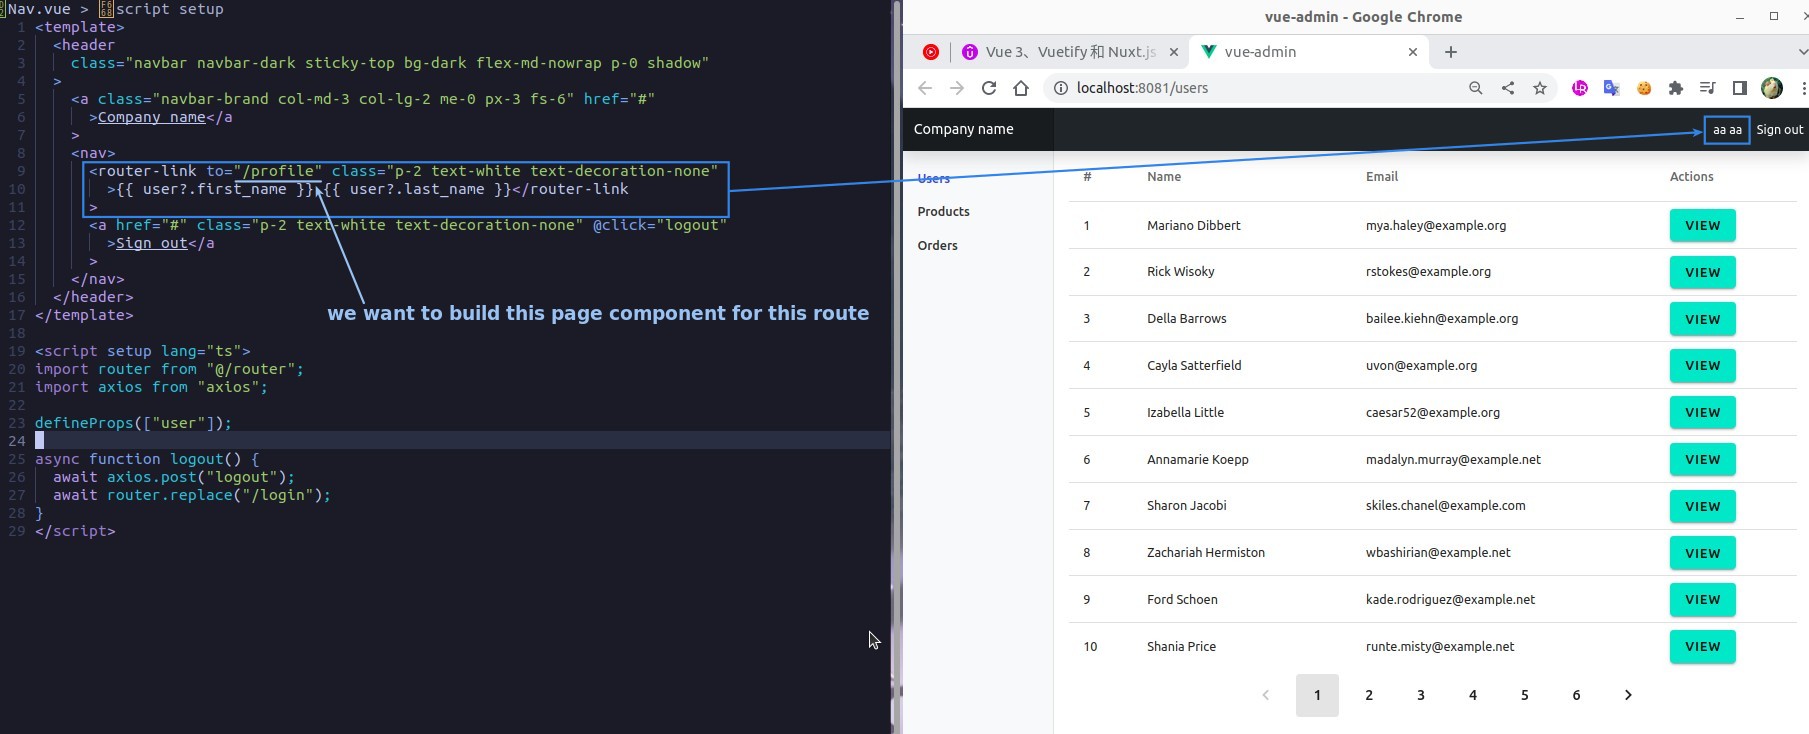 Nav.vue > script setup
1 <template>
2 <header
3 class="navbar navbar-dark sticky-top bg-dark flex-md-nowrap p-0 shadow"
4 >
5 <a class="navbar-brand col-md-3 col-lg-2 me-0 px-3 fs-6" href="#"
6 >Company name</a
7 >
8 <nav>
9 <router-link to="/profile" class="p-2 text-white text-decoration-none"
10 >{{ user?.first_name }} {{ user?.last_name }}</router-link
11 >
12 <a href="#" class="p-2 text-white text-decoration-none" @click="logout"
13 >Sign out</a
14 >
15 </nav>
16 </header>
17 </template>
18
19 <script setup lang="ts">
20 import router from "@/router";
21 import axios from "axios";
22
23 defineProps(["user"]);
24
25 async function logout() {
26 await axios.post("logout");
27 await router.replace("/login");
28 }
29 </script>
we want to build this page component for this route
vue-admin - Google Chrome
Vue 3、Vuetify 和 Nuxt.js
vue-admin
localhost:8081/users
Company name
aa aa
Sign out
Users
Products
Orders
# Name Email Actions
1 Mariano Dibbert mya.haley@example.org VIEW
2 Rick Wisoky rstokes@example.org VIEW
3 Della Barrows bailee.kiehn@example.org VIEW
4 Cayla Satterfield uvon@example.org VIEW
5 Izabella Little caesar52@example.org VIEW
6 Annamarie Koepp madalyn.murray@example.net VIEW
7 Sharon Jacobi skiles.chanel@example.com VIEW
8 Zachariah Hermiston wbashirian@example.net VIEW
9 Ford Schoen kade.rodriguez@example.net VIEW
10 Shania Price runte.misty@example.net VIEW
‹ 1 2 3 4 5 6 ›